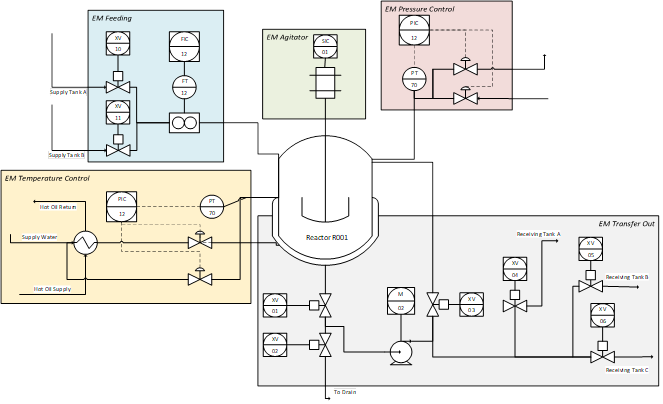 EM Feeding
XV
10
FIC
12
Supply Tank A
XV
11
FT
12
Supply Tank B
EM Agitator
SIC
01
EM Pressure Control
PIC
12
PT
70
EM Temperature Control
PIC
12
PT
70
Hot Oil Return
Supply Water
Hot Oil Supply
Reactor R001
EM Transfer Out
Receiving Tank A
XV
05
XV
04
Receiving Tank B
XV
01
M
02
XV
03
XV
06
XV
02
Receiving Tank C
To Drain